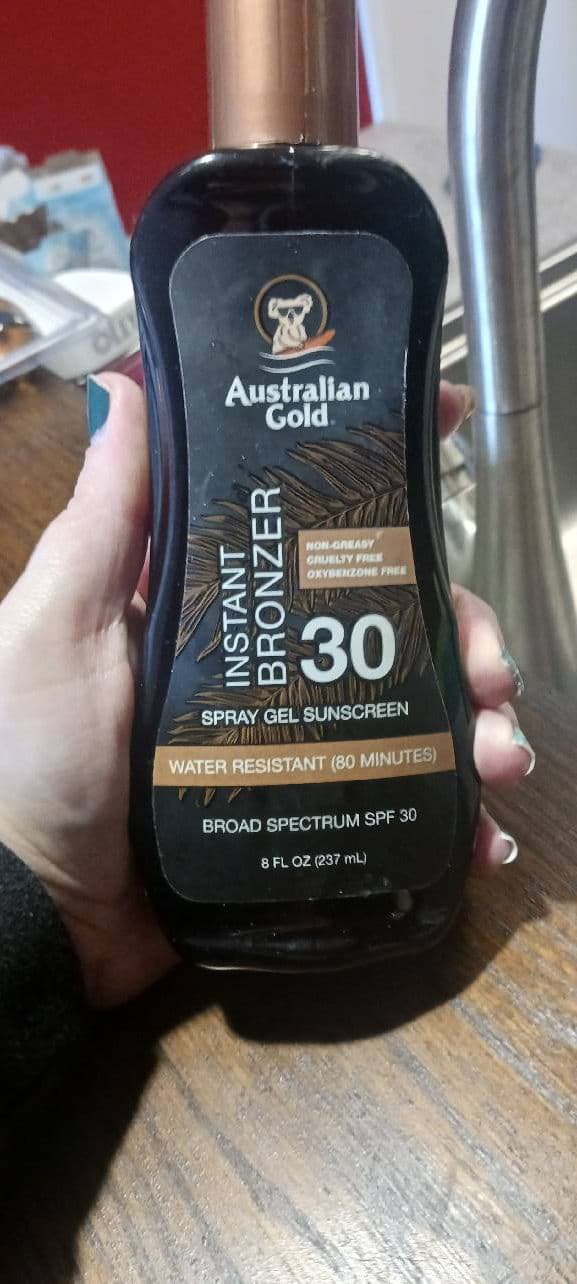 Australian
Gold
INSTANT
BRONZER
NON-GREASY
CRUELTY FREE
OXYBENZONE FREE
30
SPRAY GEL SUNSCREEN
WATER RESISTANT (80 MINUTES)
BROAD SPECTRUM SPF 30
8 FL OZ (237 mL)